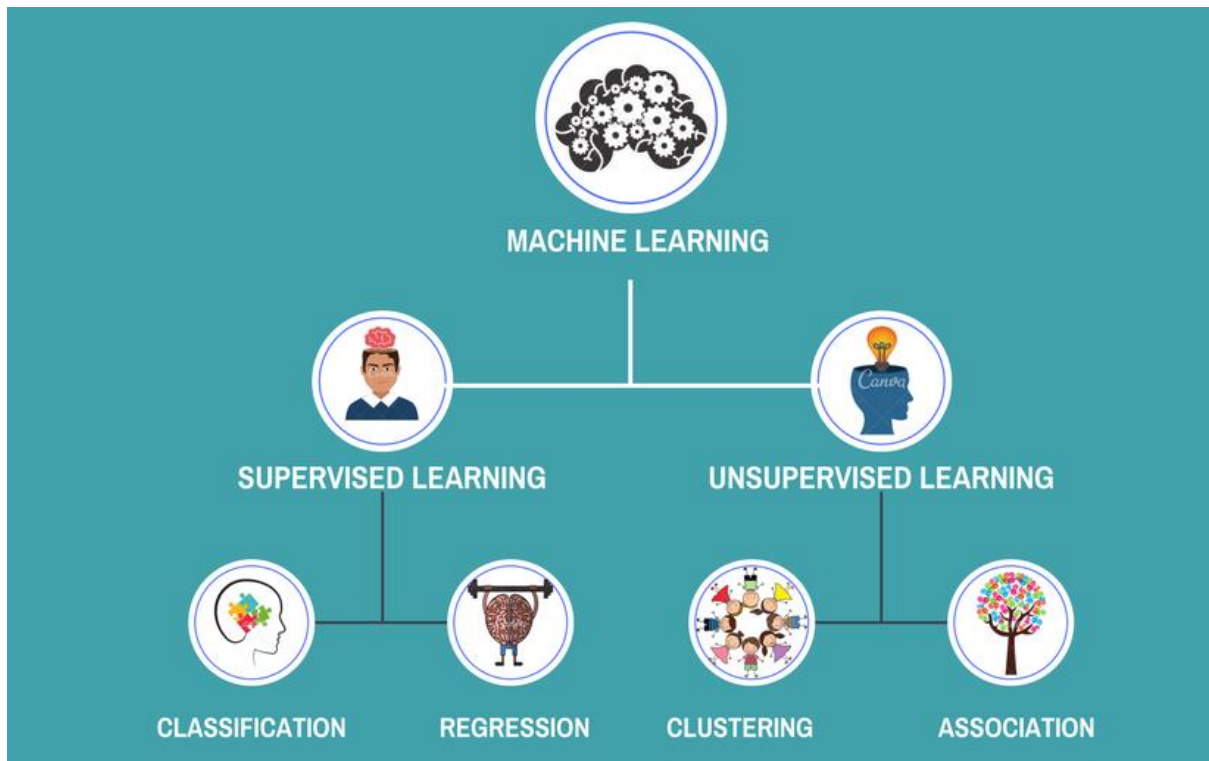 MACHINE LEARNING
Canva
SUPERVISED LEARNING
UNSUPERVISED LEARNING
CLASSIFICATION
REGRESSION
CLUSTERING
ASSOCIATION